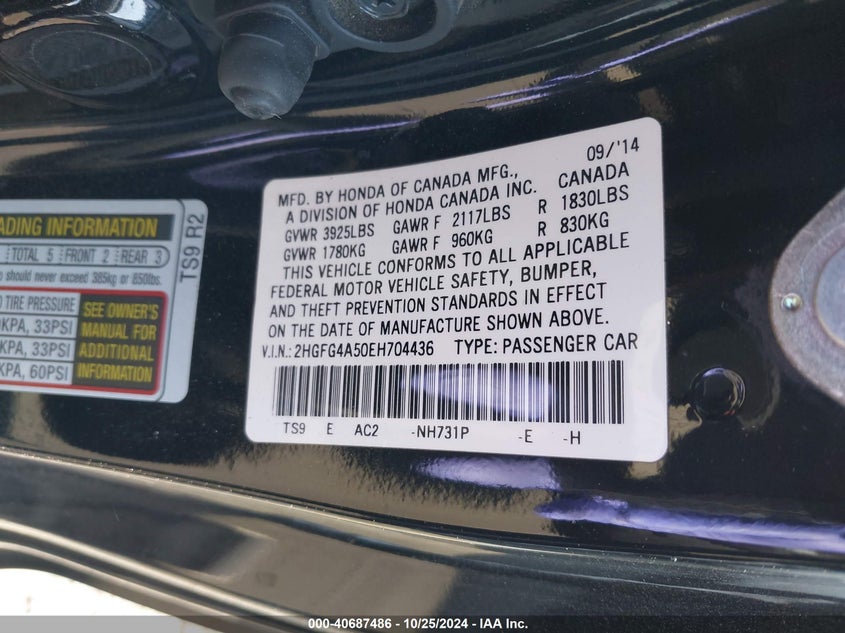 09/'14
MFD. BY HONDA OF CANADA MFG., CANADA
A DIVISION OF HONDA CANADA INC.
GVWR 3925LBS GAWR F 2117LBS R 1830LBS
GVWR 1780KG GAWR F 960KG R 830KG
THIS VEHICLE CONFORMS TO ALL APPLICABLE
FEDERAL MOTOR VEHICLE SAFETY, BUMPER,
AND THEFT PREVENTION STANDARDS IN EFFECT
ON THE DATE OF MANUFACTURE SHOWN ABOVE.
V.I.N.: 2HGFG4A50EH704436 TYPE: PASSENGER CAR
TS9 E AC2 -NH731P -E -H
ADING INFORMATION
TOTAL 5 FRONT 2 REAR 3
should never exceed 385kg or 850lbs.
TIRE PRESSURE
KPA, 33PSI
KPA, 33PSI
KPA, 60PSI
SEE OWNER'S
MANUAL FOR
ADDITIONAL
INFORMATION
TS9 R2
000-40687486 - 10/25/2024 - IAA Inc.